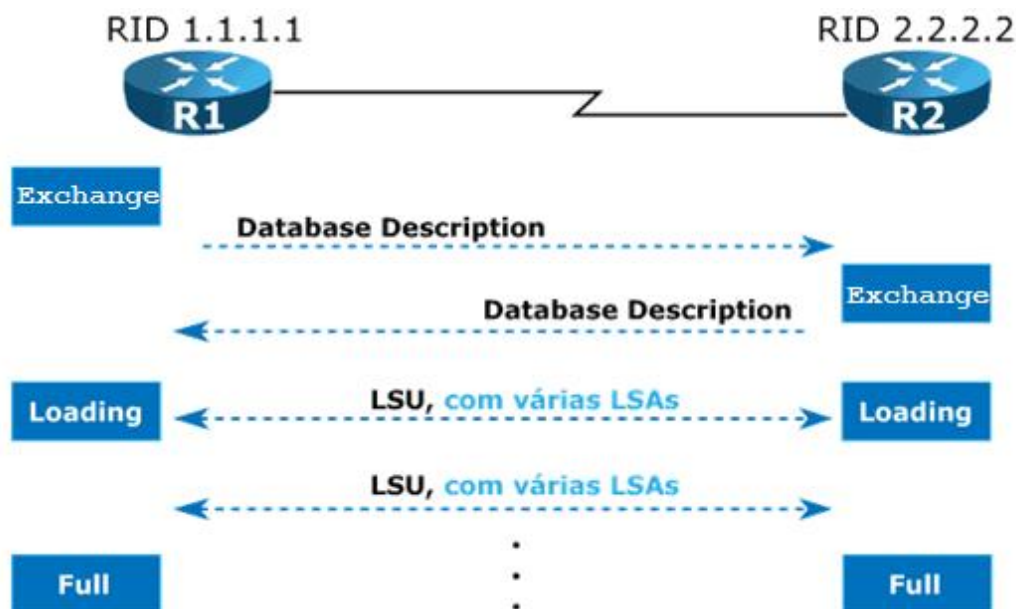 RID 1.1.1.1
RID 2.2.2.2
R1
R2
Exchange
Database Description
Exchange
Database Description
Loading
LSU, com várias LSAs
Loading
LSU, com várias LSAs
Full
Full